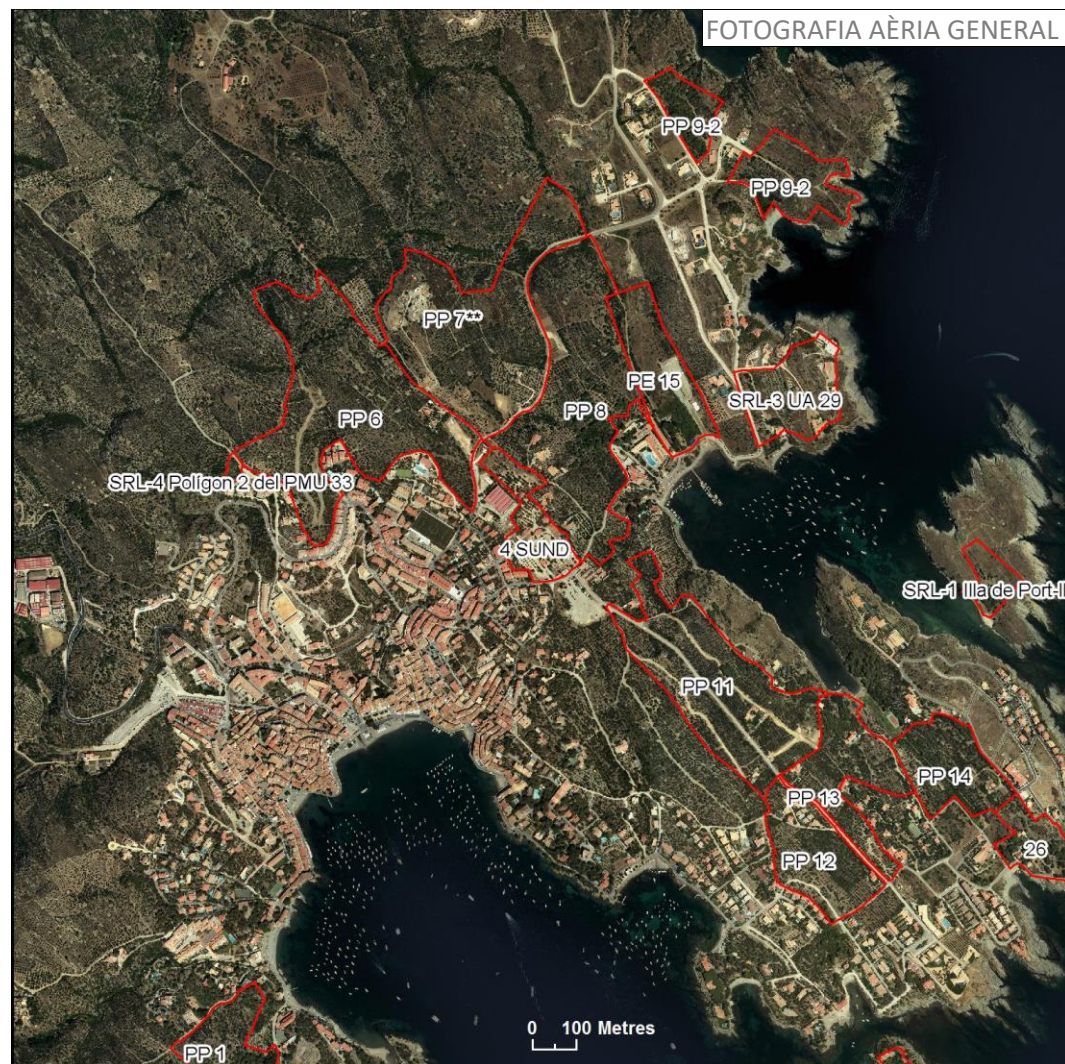 FOTOGRAFIA AÈRIA GENERAL
PP 9-2
PP 9-2
PP 7**
PE 15
SRL-3 UA 29
PP 8
PP 6
SRL-4 Polígon 2 del PMU 33
4 SUND
SRL-1 Illa de Port-ll
PP 11
PP 14
PP 13
26
PP 12
0 100 Metres
PP 1